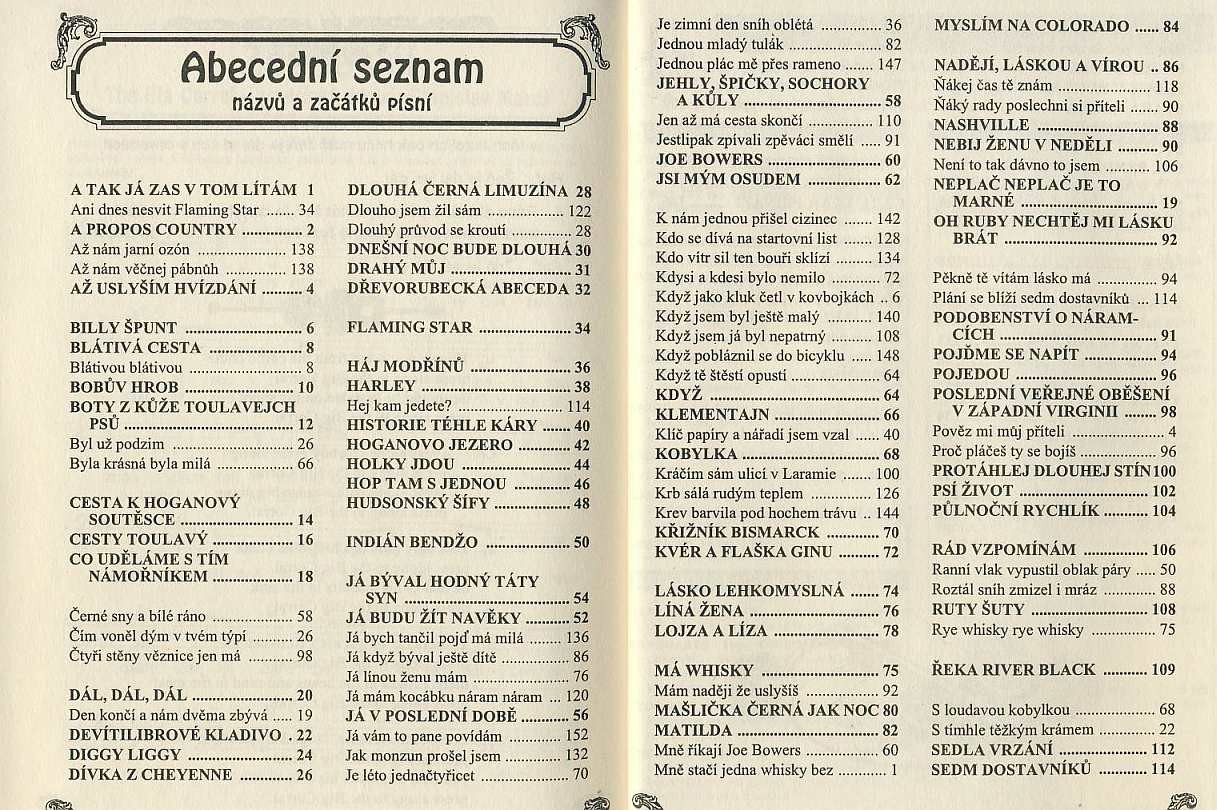 Abecední seznam
názvů a začátků písní
A TAK JÁ ZAS V TOM LÍTÁM 1
Ani dnes nesvit Flaming Star ....... 34
A PROPOS COUNTRY ............. 2
Až nám jarní ozón ..................... 138
Až nám věčnej pábnůh ............... 138
AŽ USLYŠÍM HVÍZDÁNÍ ......... 4
BILLY ŠPUNT ........................ 6
BLÁTIVÁ CESTA ................... 8
Blátivou blátivou ........................ 8
BOBŮV HROB ....................... 10
BOTY Z KŮŽE TOULAVEJCH
PSŮ ................................... 12
Byl už podzim ............................ 26
Byla krásná byla milá ................. 66
CESTA K HOGANOVÝ
SOUTĚSCE ....................... 14
CESTY TOULAVÝ ................. 16
CO UDĚLÁME S TÍM
NÁMOŘNÍKEM ................. 18
Černé sny a bílé ráno .................. 58
Čím voněl dým v tvém týpí ......... 26
Čtyři stěny věznice jen má ........... 98
DÁL, DÁL, DÁL ..................... 20
Den končí a nám dvěma zbývá ..... 19
DEVÍTILIBROVÉ KLADIVO . 22
DIGGY LIGGY ...................... 24
DÍVKA Z CHEYENNE ............ 26
DLOUHÁ ČERNÁ LIMUZÍNA 28
Dlouho jsem žil sám .................. 122
Dlouhý průvod se kroutí .............. 28
DNEŠNÍ NOC BUDE DLOUHÁ 30
DRAHÝ MŮJ ......................... 31
DŘEVORUBECKÁ ABECEDA 32
FLAMING STAR .................... 34
HÁJ MODŘÍNŮ ..................... 36
HARLEY ................................ 38
Hej kam jedete? ........................ 114
HISTORIE TÉHLE KÁRY ...... 40
HOGANOVO JEZERO ........... 42
HOLKY JDOU ....................... 44
HOP TAM S JEDNOU ............ 46
HUDSONSKÝ ŠÍFY ................ 48
INDIÁN BENDŽO .................. 50
JÁ BÝVAL HODNÝ TÁTY
SYN ................................... 54
JÁ BUDU ŽÍT NAVĚKY .......... 52
Já bych tančil pojď má milá ....... 136
Já když býval ještě dítě ............... 86
Já línou ženu mám ...................... 76
Já mám kocábku náram náram ... 120
JÁ V POSLEDNÍ DOBĚ ........... 56
Já vám to pane povídám ............. 152
Jak monzun prošel jsem ............. 132
Je léto jednačtyřicet .................... 70
Je zimní den sníh oblétá ............... 36
Jednou mladý tulák ..................... 82
Jednou plác mě přes rameno ...... 147
JEHLY, ŠPIČKY, SOCHORY
A KŮLY ............................. 58
Jen až má cesta skončí ............... 110
Jestlipak zpívali zpěváci smělí ..... 91
JOE BOWERS ........................ 60
JSI MÝM OSUDEM ................ 62
K nám jednou přišel cizinec ....... 142
Kdo se dívá na startovní list ....... 128
Kdo vítr sil ten bouři sklízí ......... 134
Kdysi a kdesi bylo nemilo ............ 72
Když jako kluk četl v kovbojkách .. 6
Když jsem byl ještě malý ........... 140
Když jsem já byl nepatrný .......... 108
Když pobláznil se do bicyklu ..... 148
Když tě štěstí opustí .................... 64
KDYŽ .................................... 64
KLEMENTAJN ...................... 66
Klíč papíry a nářadí jsem vzal ...... 40
KOBYLKA ............................. 68
Kráčím sám ulicí v Laramie ....... 100
Krb sálá rudým teplem .............. 126
Krev barvila pod hochem trávu .. 144
KŘIŽNÍK BISMARCK ............ 70
KVÉR A FLAŠKA GINU ......... 72
LÁSKO LEHKOMYSLNÁ ....... 74
LÍNÁ ŽENA ........................... 76
LOJZA A LÍZA ...................... 78
MÁ WHISKY ......................... 75
Mám naději že uslyšíš ................. 92
MAŠLIČKA ČERNÁ JAK NOC 80
MATILDA .............................. 82
Mně říkají Joe Bowers ................. 60
Mně stačí jedna whisky bez ........... 1
MYSLÍM NA COLORADO ...... 84
NADĚJÍ, LÁSKOU A VÍROU .. 86
Ňákej čas tě znám ..................... 118
Ňáký rady poslechni si příteli ...... 90
NASHVILLE .......................... 88
NEBIJ ŽENU V NEDĚLI ......... 90
Není to tak dávno to jsem .......... 106
NEPLAČ NEPLAČ JE TO
MARNÉ ............................. 19
OH RUBY NECHTĚJ MI LÁSKU
BRÁT ................................ 92
Pěkně tě vítám lásko má .............. 94
Plání se blíží sedm dostavníků ... 114
PODOBENSTVÍ O NÁRAM-
CÍCH ................................. 91
POJĎME SE NAPÍT ................ 94
POJEDOU .............................. 96
POSLEDNÍ VEŘEJNÉ OBĚŠENÍ
V ZÁPADNÍ VIRGINII ........ 98
Pověz mi můj příteli ..................... 4
Proč pláčeš ty se bojíš ................. 96
PROTÁHLEJ DLOUHEJ STÍN 100
PSÍ ŽIVOT ........................... 102
PŮLNOČNÍ RYCHLÍK .......... 104
RÁD VZPOMÍNÁM ............... 106
Ranní vlak vypustil oblak páry ..... 50
Roztál sníh zmizel i mráz ............ 88
RUTY ŠUTY ......................... 108
Rye whisky rye whisky ............... 75
ŘEKA RIVER BLACK ........... 109
S loudavou kobylkou ................... 68
S tímhle těžkým krámem ............. 22
SEDLA VRZÁNÍ ................... 112
SEDM DOSTAVNÍKŮ ............ 114